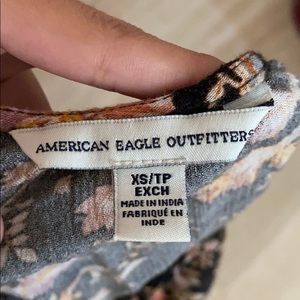 AMERICAN EAGLE OUTFITTERS
XS/TP
EXCH
MADE IN INDIA
FABRIQUÉ EN
INDE